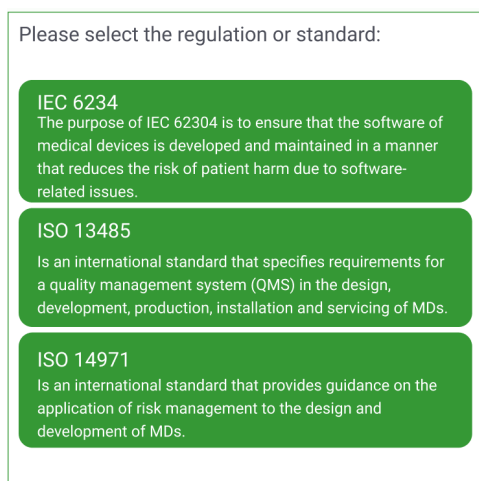 Please select the regulation or standard:
IEC 6234
The purpose of IEC 62304 is to ensure that the software of
medical devices is developed and maintained in a manner
that reduces the risk of patient harm due to software-
related issues.
ISO 13485
Is an international standard that specifies requirements for
a quality management system (QMS) in the design,
development, production, installation and servicing of MDs.
ISO 14971
Is an international standard that provides guidance on the
application of risk management to the design and
development of MDs.